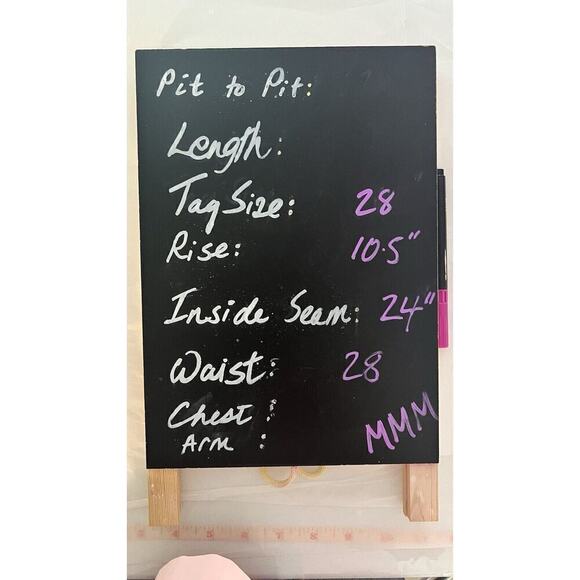 Pit to Pit:
Length:
Tag Size: 28
Rise: 10.5"
Inside Seam: 24"
Waist: 28
Chest :
Arm : MMM